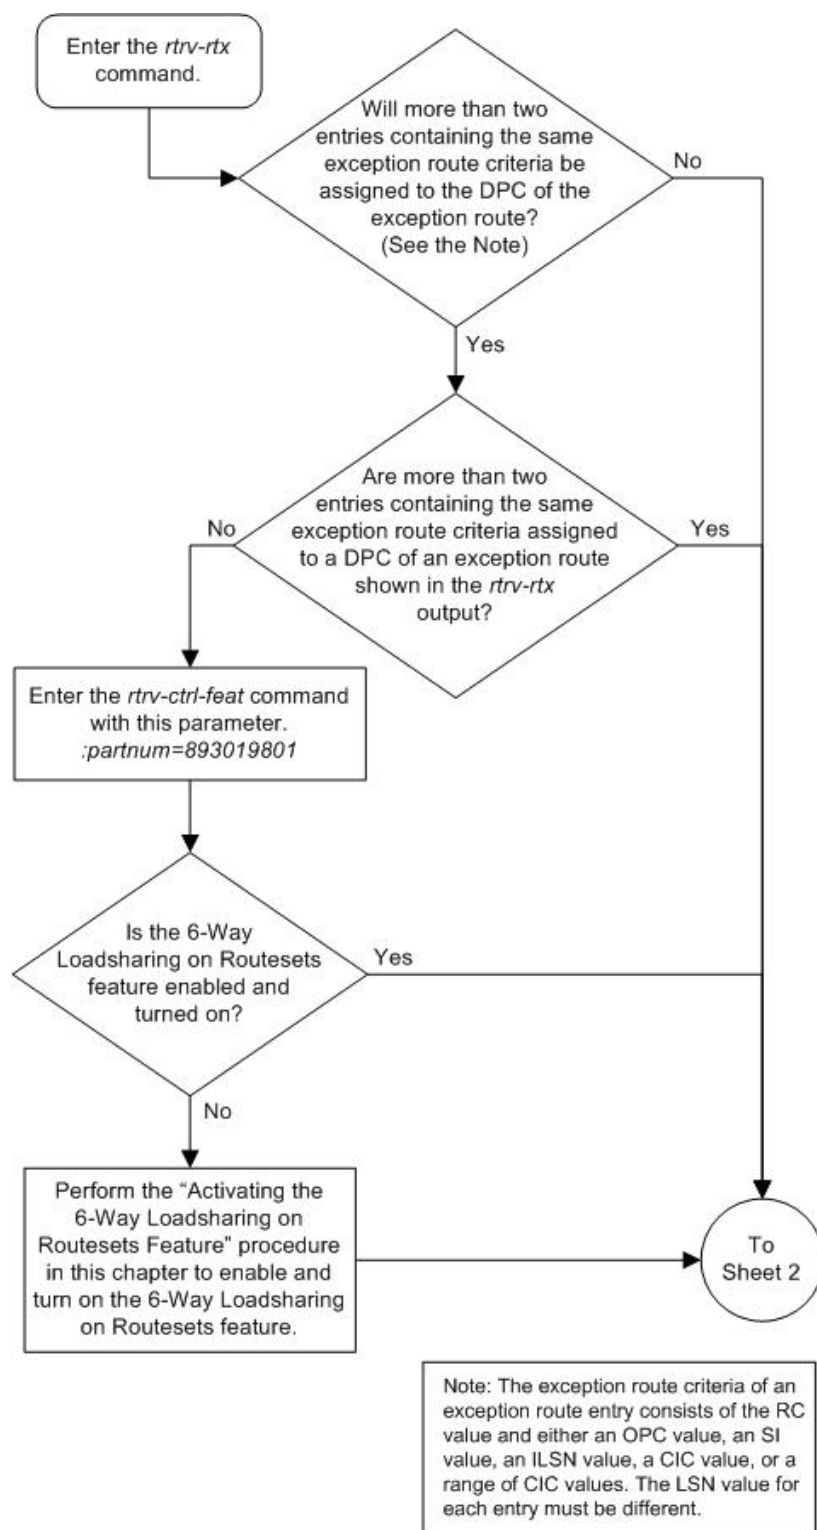 Enter the rtrv-rtx
command.
Will more than two
entries containing the same
exception route criteria be
assigned to the DPC of the
exception route?
(See the Note)
No
Yes
Are more than two
entries containing the same
exception route criteria assigned
to a DPC of an exception route
shown in the rtrv-rtx
output?
No
Yes
Enter the rtrv-ctrl-feat command
with this parameter.
:partnum=893019801
Is the 6-Way
Loadsharing on Routesets
feature enabled and
turned on?
Yes
No
Perform the “Activating the
6-Way Loadsharing on
Routesets Feature" procedure
in this chapter to enable and
turn on the 6-Way Loadsharing
on Routesets feature.
To
Sheet 2
Note: The exception route criteria of an
exception route entry consists of the RC
value and either an OPC value, an SI
value, an ILSN value, a CIC value, or a
range of CIC values. The LSN value for
each entry must be different.